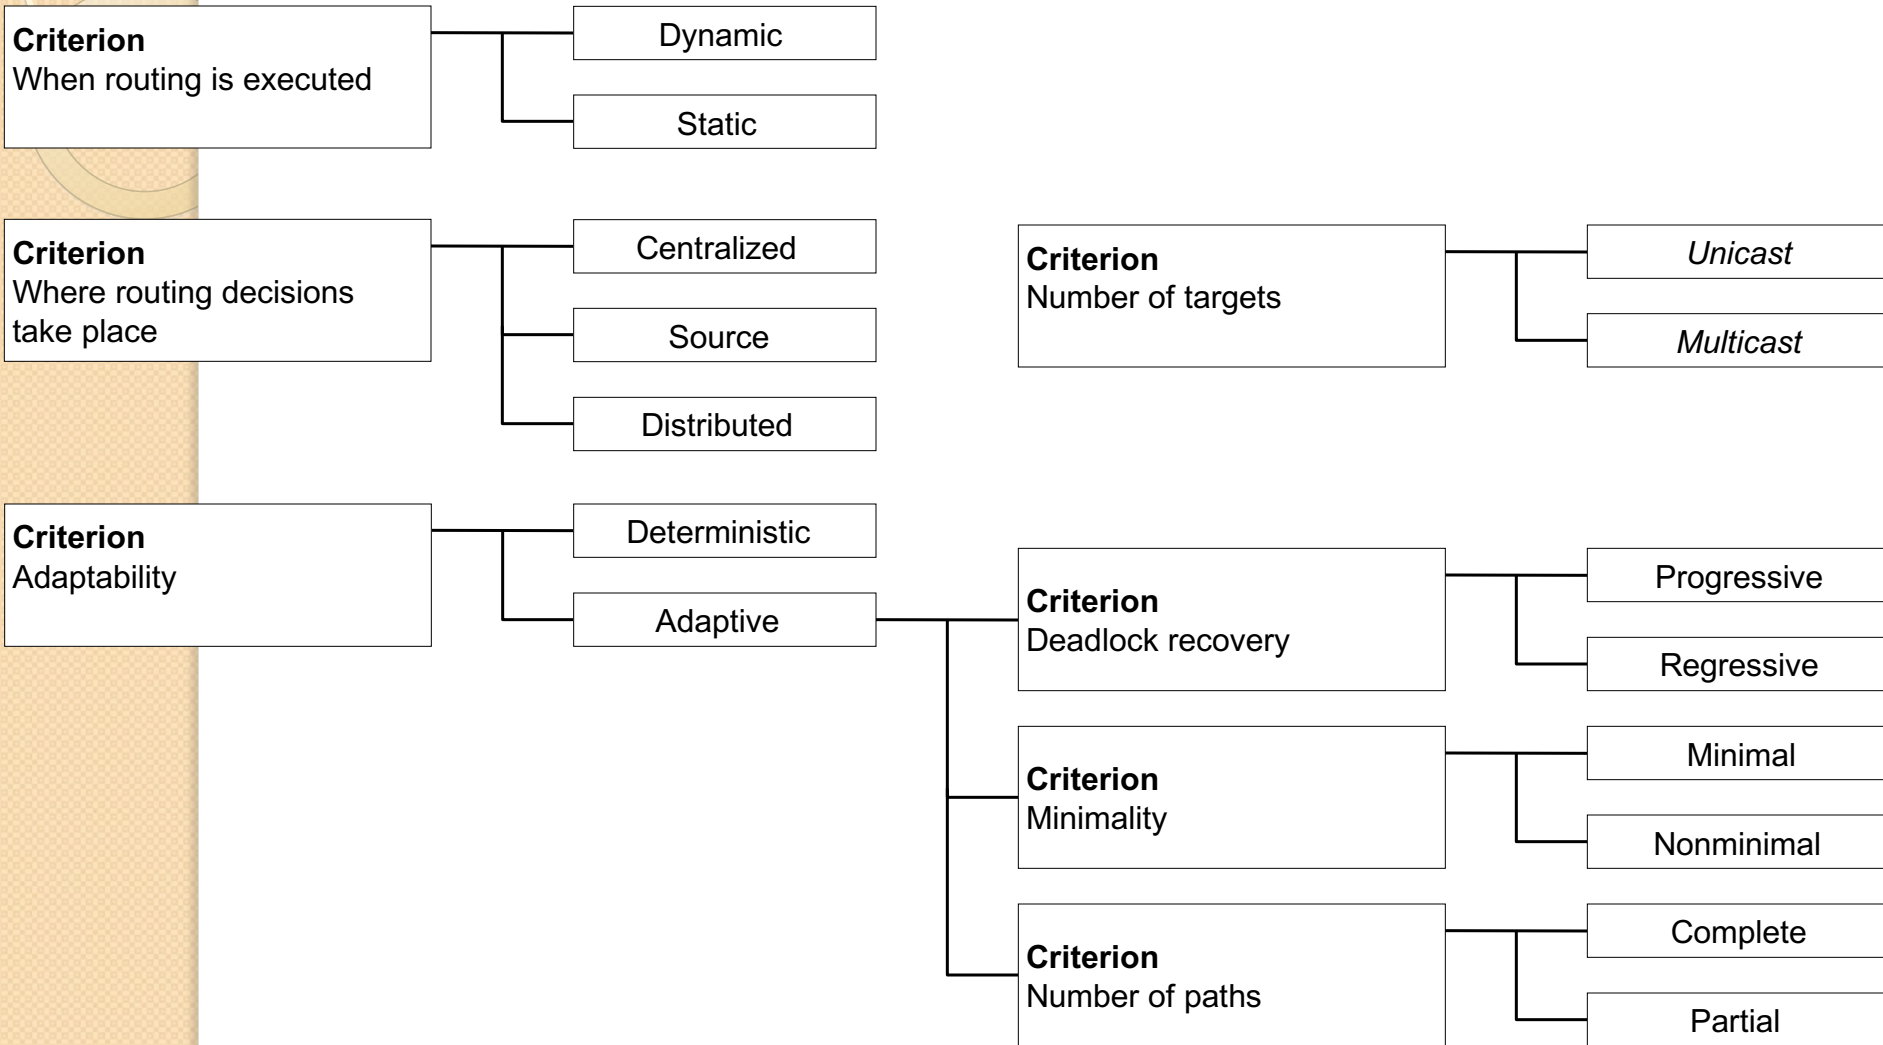 Criterion
When routing is executed
Dynamic
Static
Criterion
Where routing decisions
take place
Centralized
Source
Distributed
Criterion
Number of targets
Unicast
Multicast
Criterion
Adaptability
Deterministic
Adaptive
Criterion
Deadlock recovery
Progressive
Regressive
Criterion
Minimality
Minimal
Nonminimal
Criterion
Number of paths
Complete
Partial